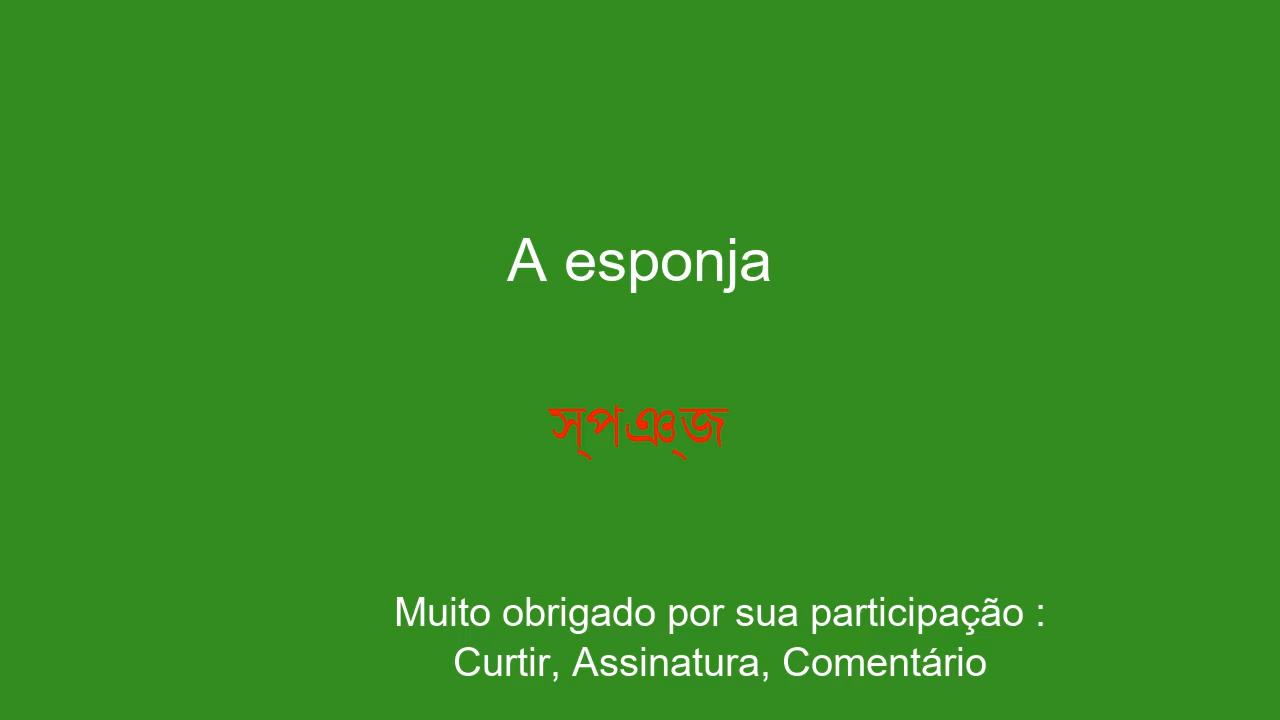 A esponja
স্পঞ্জ
Muito obrigado por sua participação :
Curtir, Assinatura, Comentário